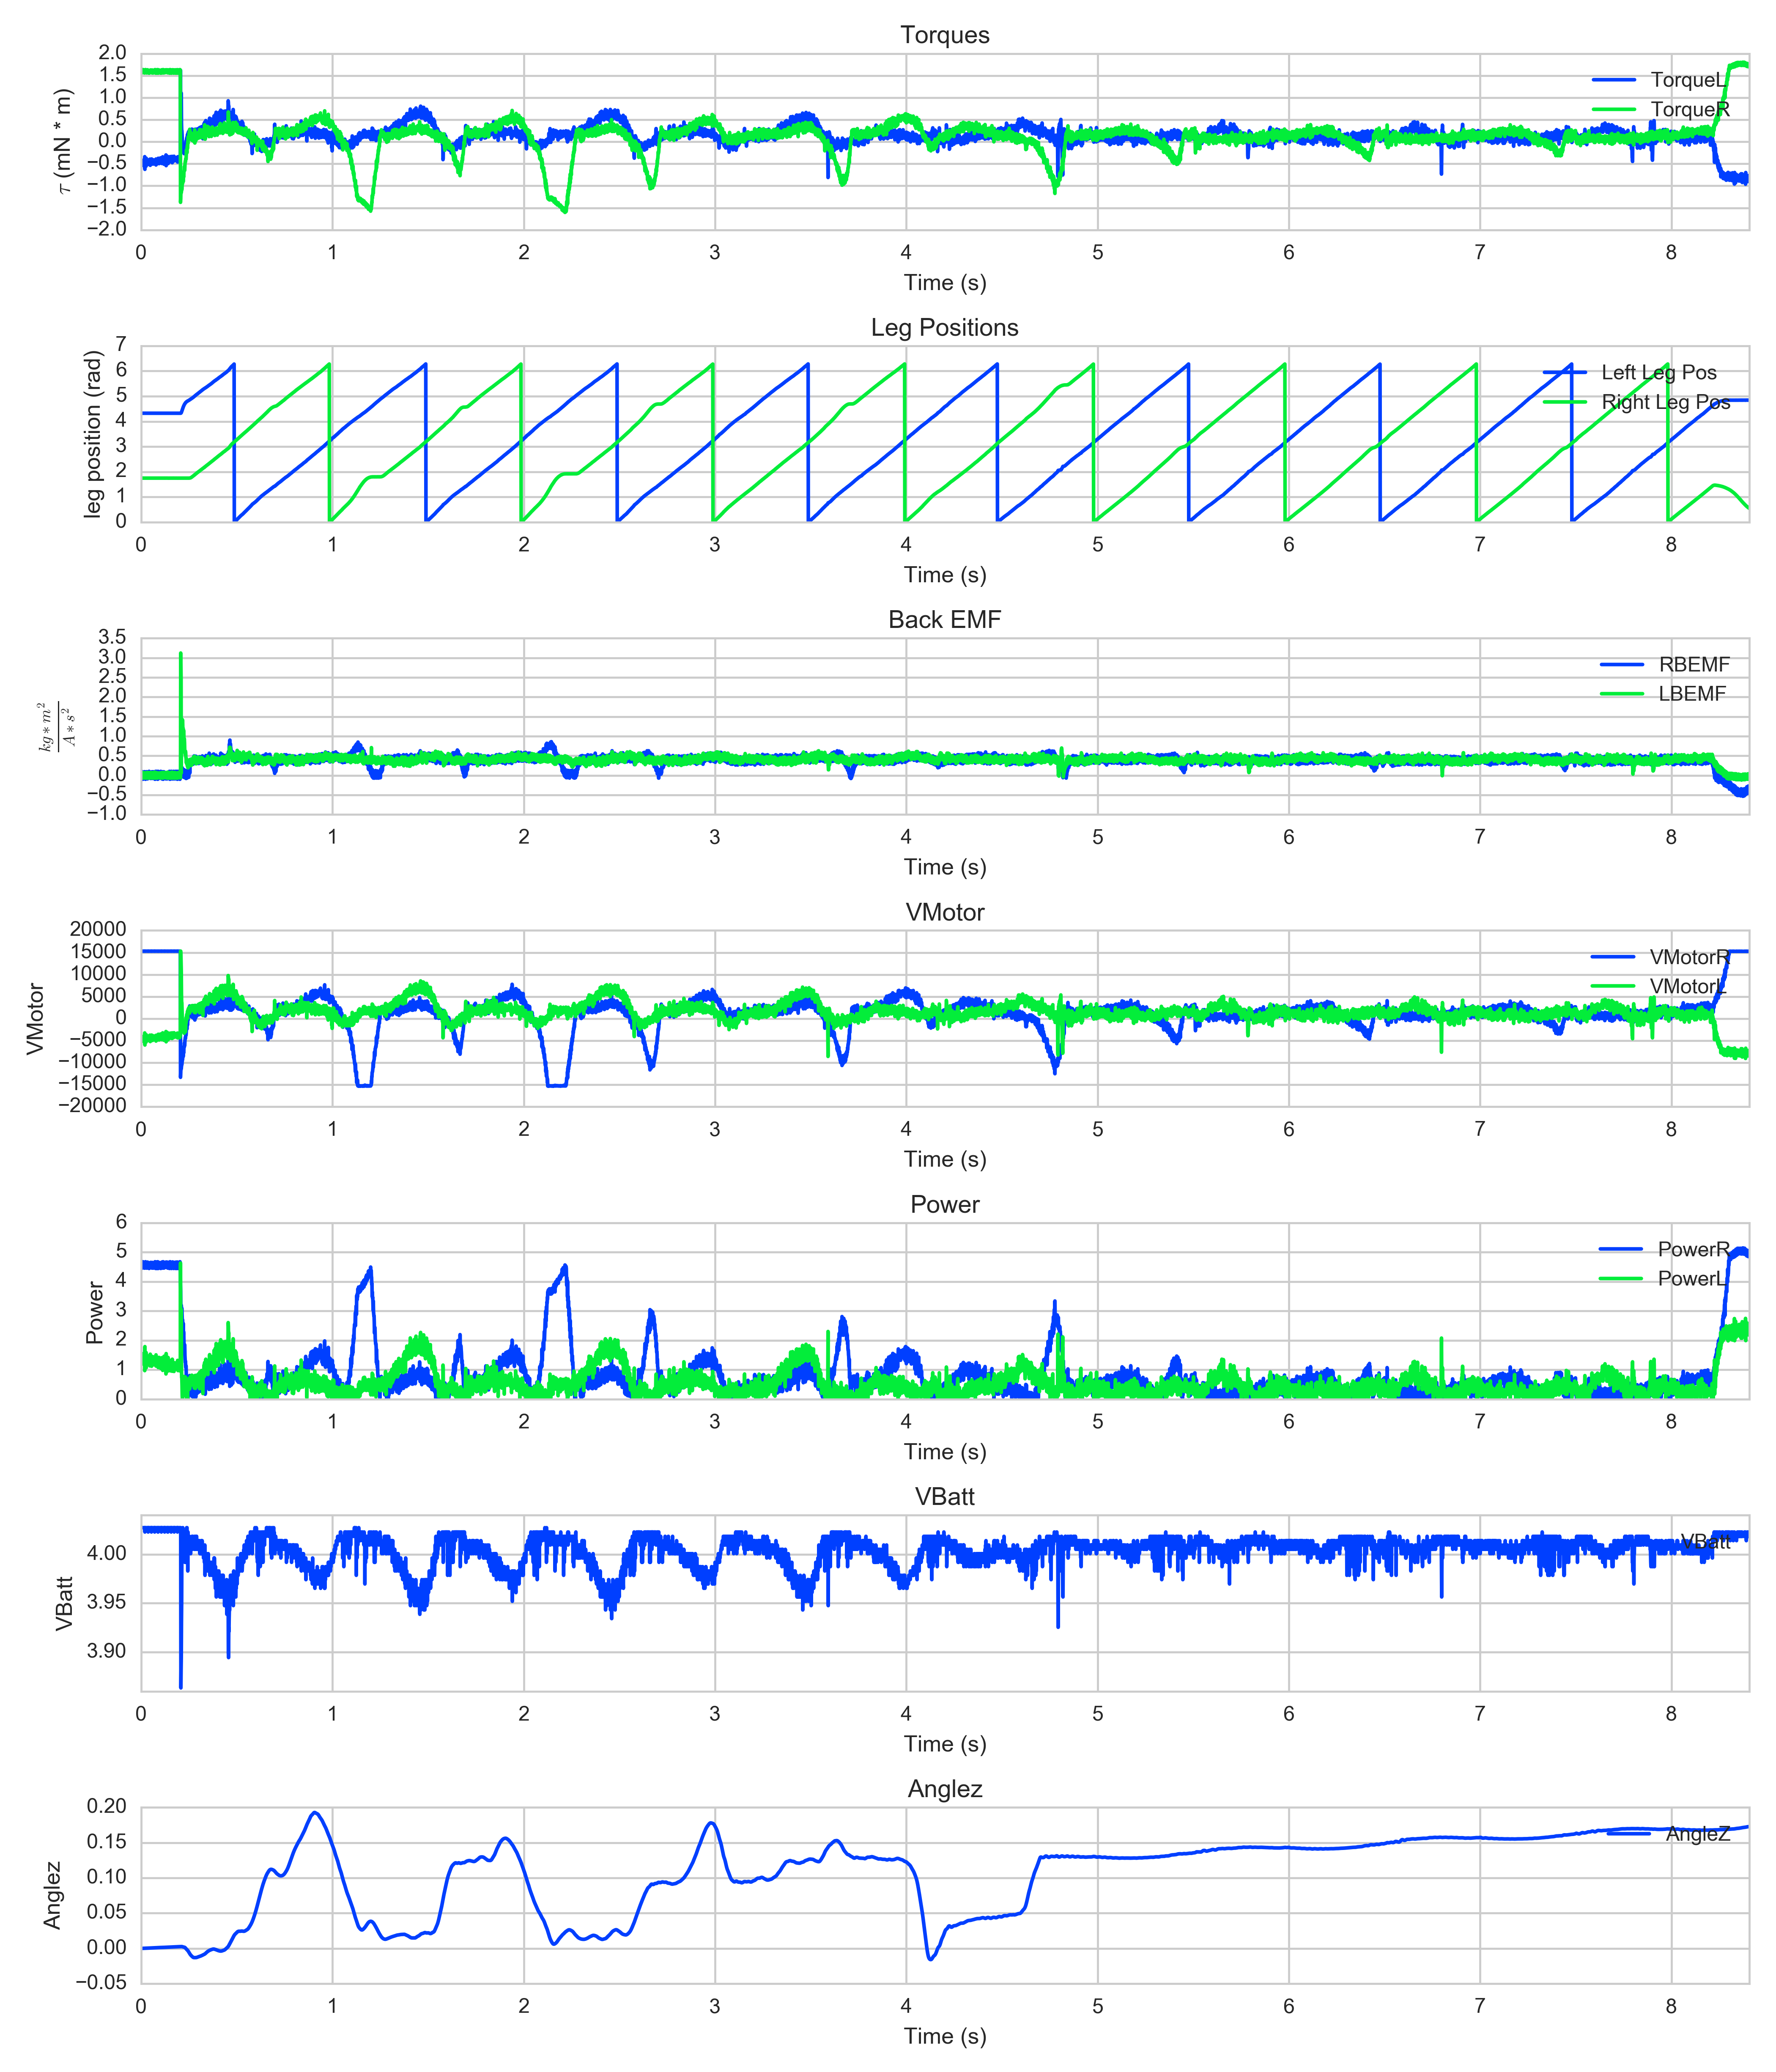 Torques
2.0
1.5
1.0
0.5
0.0
−0.5
−1.0
−1.5
−2.0
τ (mN * m)
TorqueL
TorqueR
0 1 2 3 4 5 6 7 8
Time (s)
Leg Positions
7
6
5
4
3
2
1
0
leg position (rad)
Left Leg Pos
Right Leg Pos
0 1 2 3 4 5 6 7 8
Time (s)
Back EMF
3.5
3.0
2.5
2.0
1.5
1.0
0.5
0.0
−0.5
−1.0
kg * m²
A * s²
RBEMF
LBEMF
0 1 2 3 4 5 6 7 8
Time (s)
VMotor
20000
15000
10000
5000
0
−5000
−10000
−15000
−20000
VMotor
VMotorR
VMotorL
0 1 2 3 4 5 6 7 8
Time (s)
Power
6
5
4
3
2
1
0
Power
PowerR
PowerL
0 1 2 3 4 5 6 7 8
Time (s)
VBatt
4.00
3.95
3.90
VBatt
VBatt
0 1 2 3 4 5 6 7 8
Time (s)
Anglez
0.20
0.15
0.10
0.05
0.00
−0.05
Anglez
AngleZ
0 1 2 3 4 5 6 7 8
Time (s)